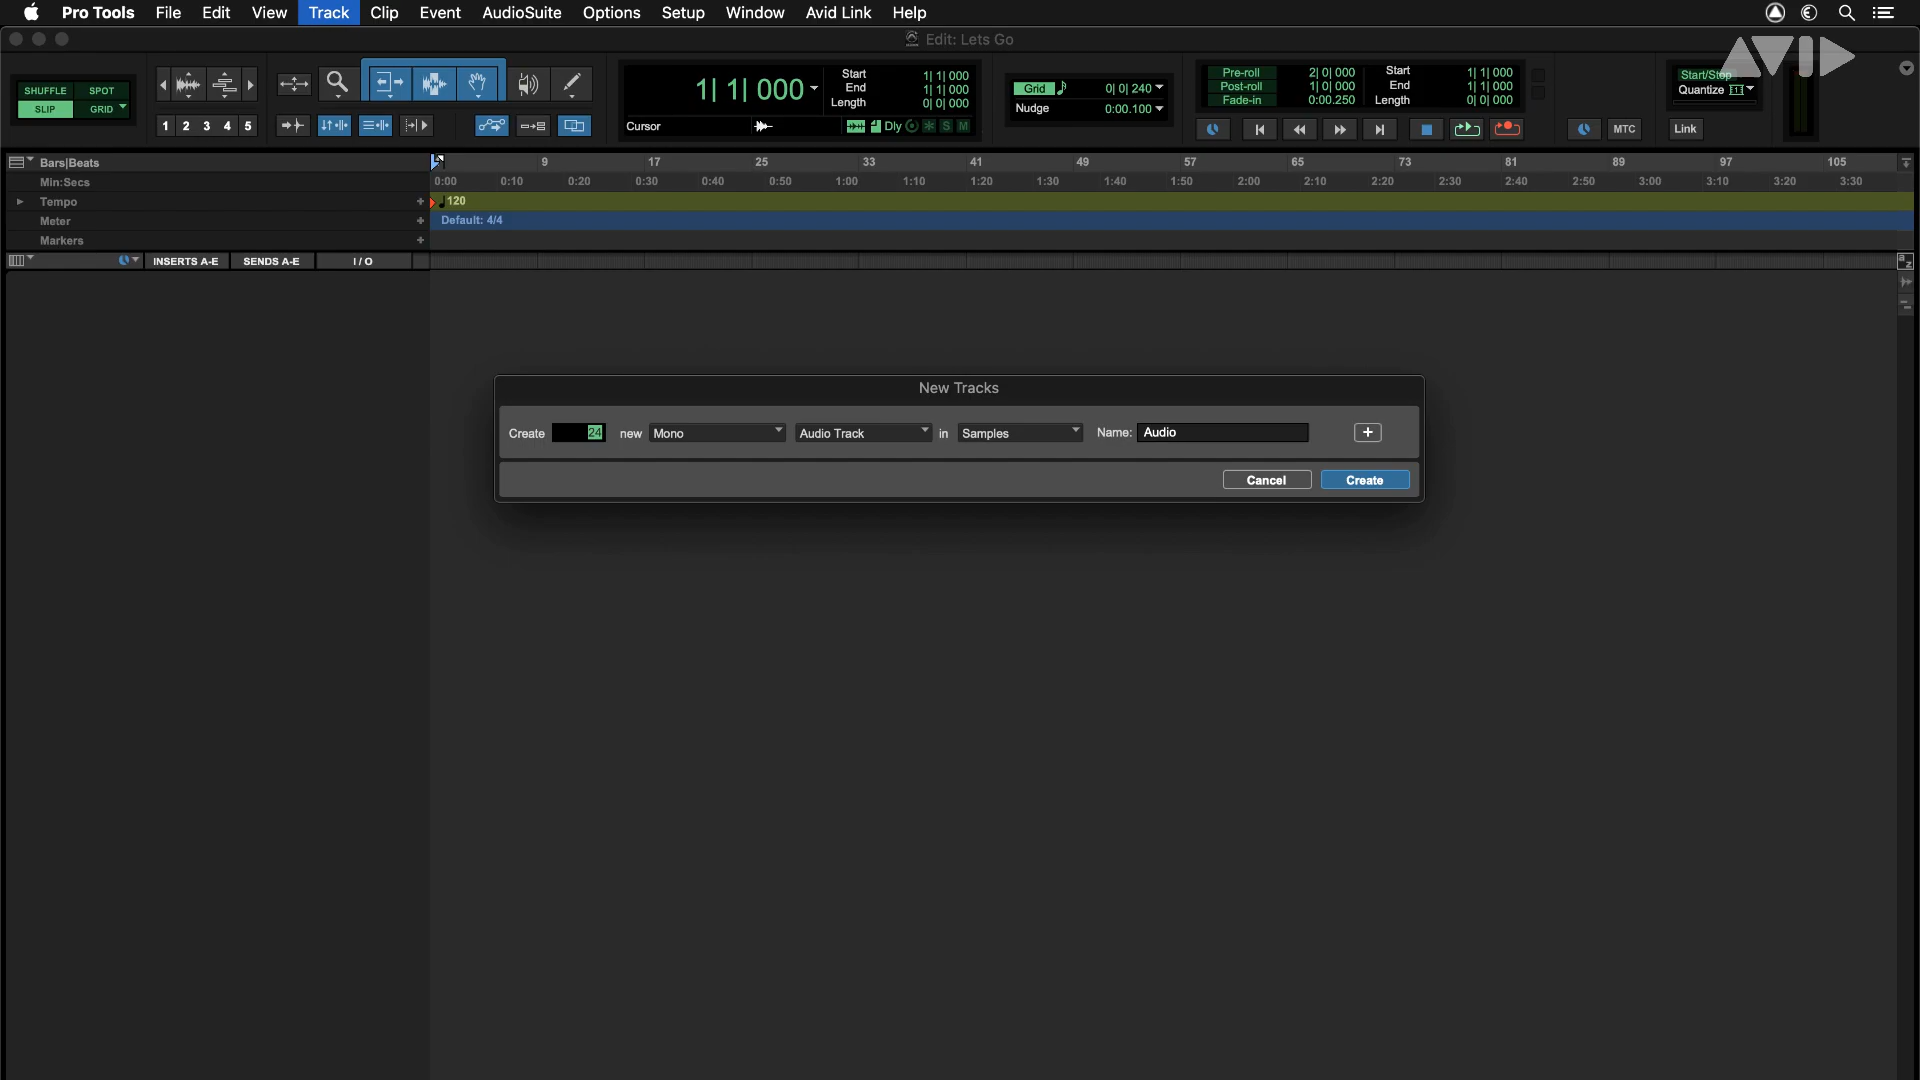 Pro Tools File Edit View Track Clip Event AudioSuite Options Setup Window Avid Link Help
Edit: Lets Go
AVID
SHUFFLE SPOT
SLIP GRID
1 2 3 4 5
1| 1| 000
Start 1| 1| 000
End 1| 1| 000
Length 0| 0| 000
Cursor
Dly S M
Grid 0| 0| 240
Nudge 0:00.100
Pre-roll 2| 0| 000
Post-roll 1| 0| 000
Fade-in 0:00.250
Start 1| 1| 000
End 1| 1| 000
Length 0| 0| 000
MTC
Start/Stop
Quantize
Link
Bars|Beats 9 17 25 33 41 49 57 65 73 81 89 97 105
Min:Secs 0:00 0:10 0:20 0:30 0:40 0:50 1:00 1:10 1:20 1:30 1:40 1:50 2:00 2:10 2:20 2:30 2:40 2:50 3:00 3:10 3:20 3:30
Tempo + 120
Meter + Default: 4/4
Markers +
INSERTS A-E SENDS A-E I / O
a z
New Tracks
Create 24 new Mono Audio Track in Samples Name: Audio +
Cancel Create